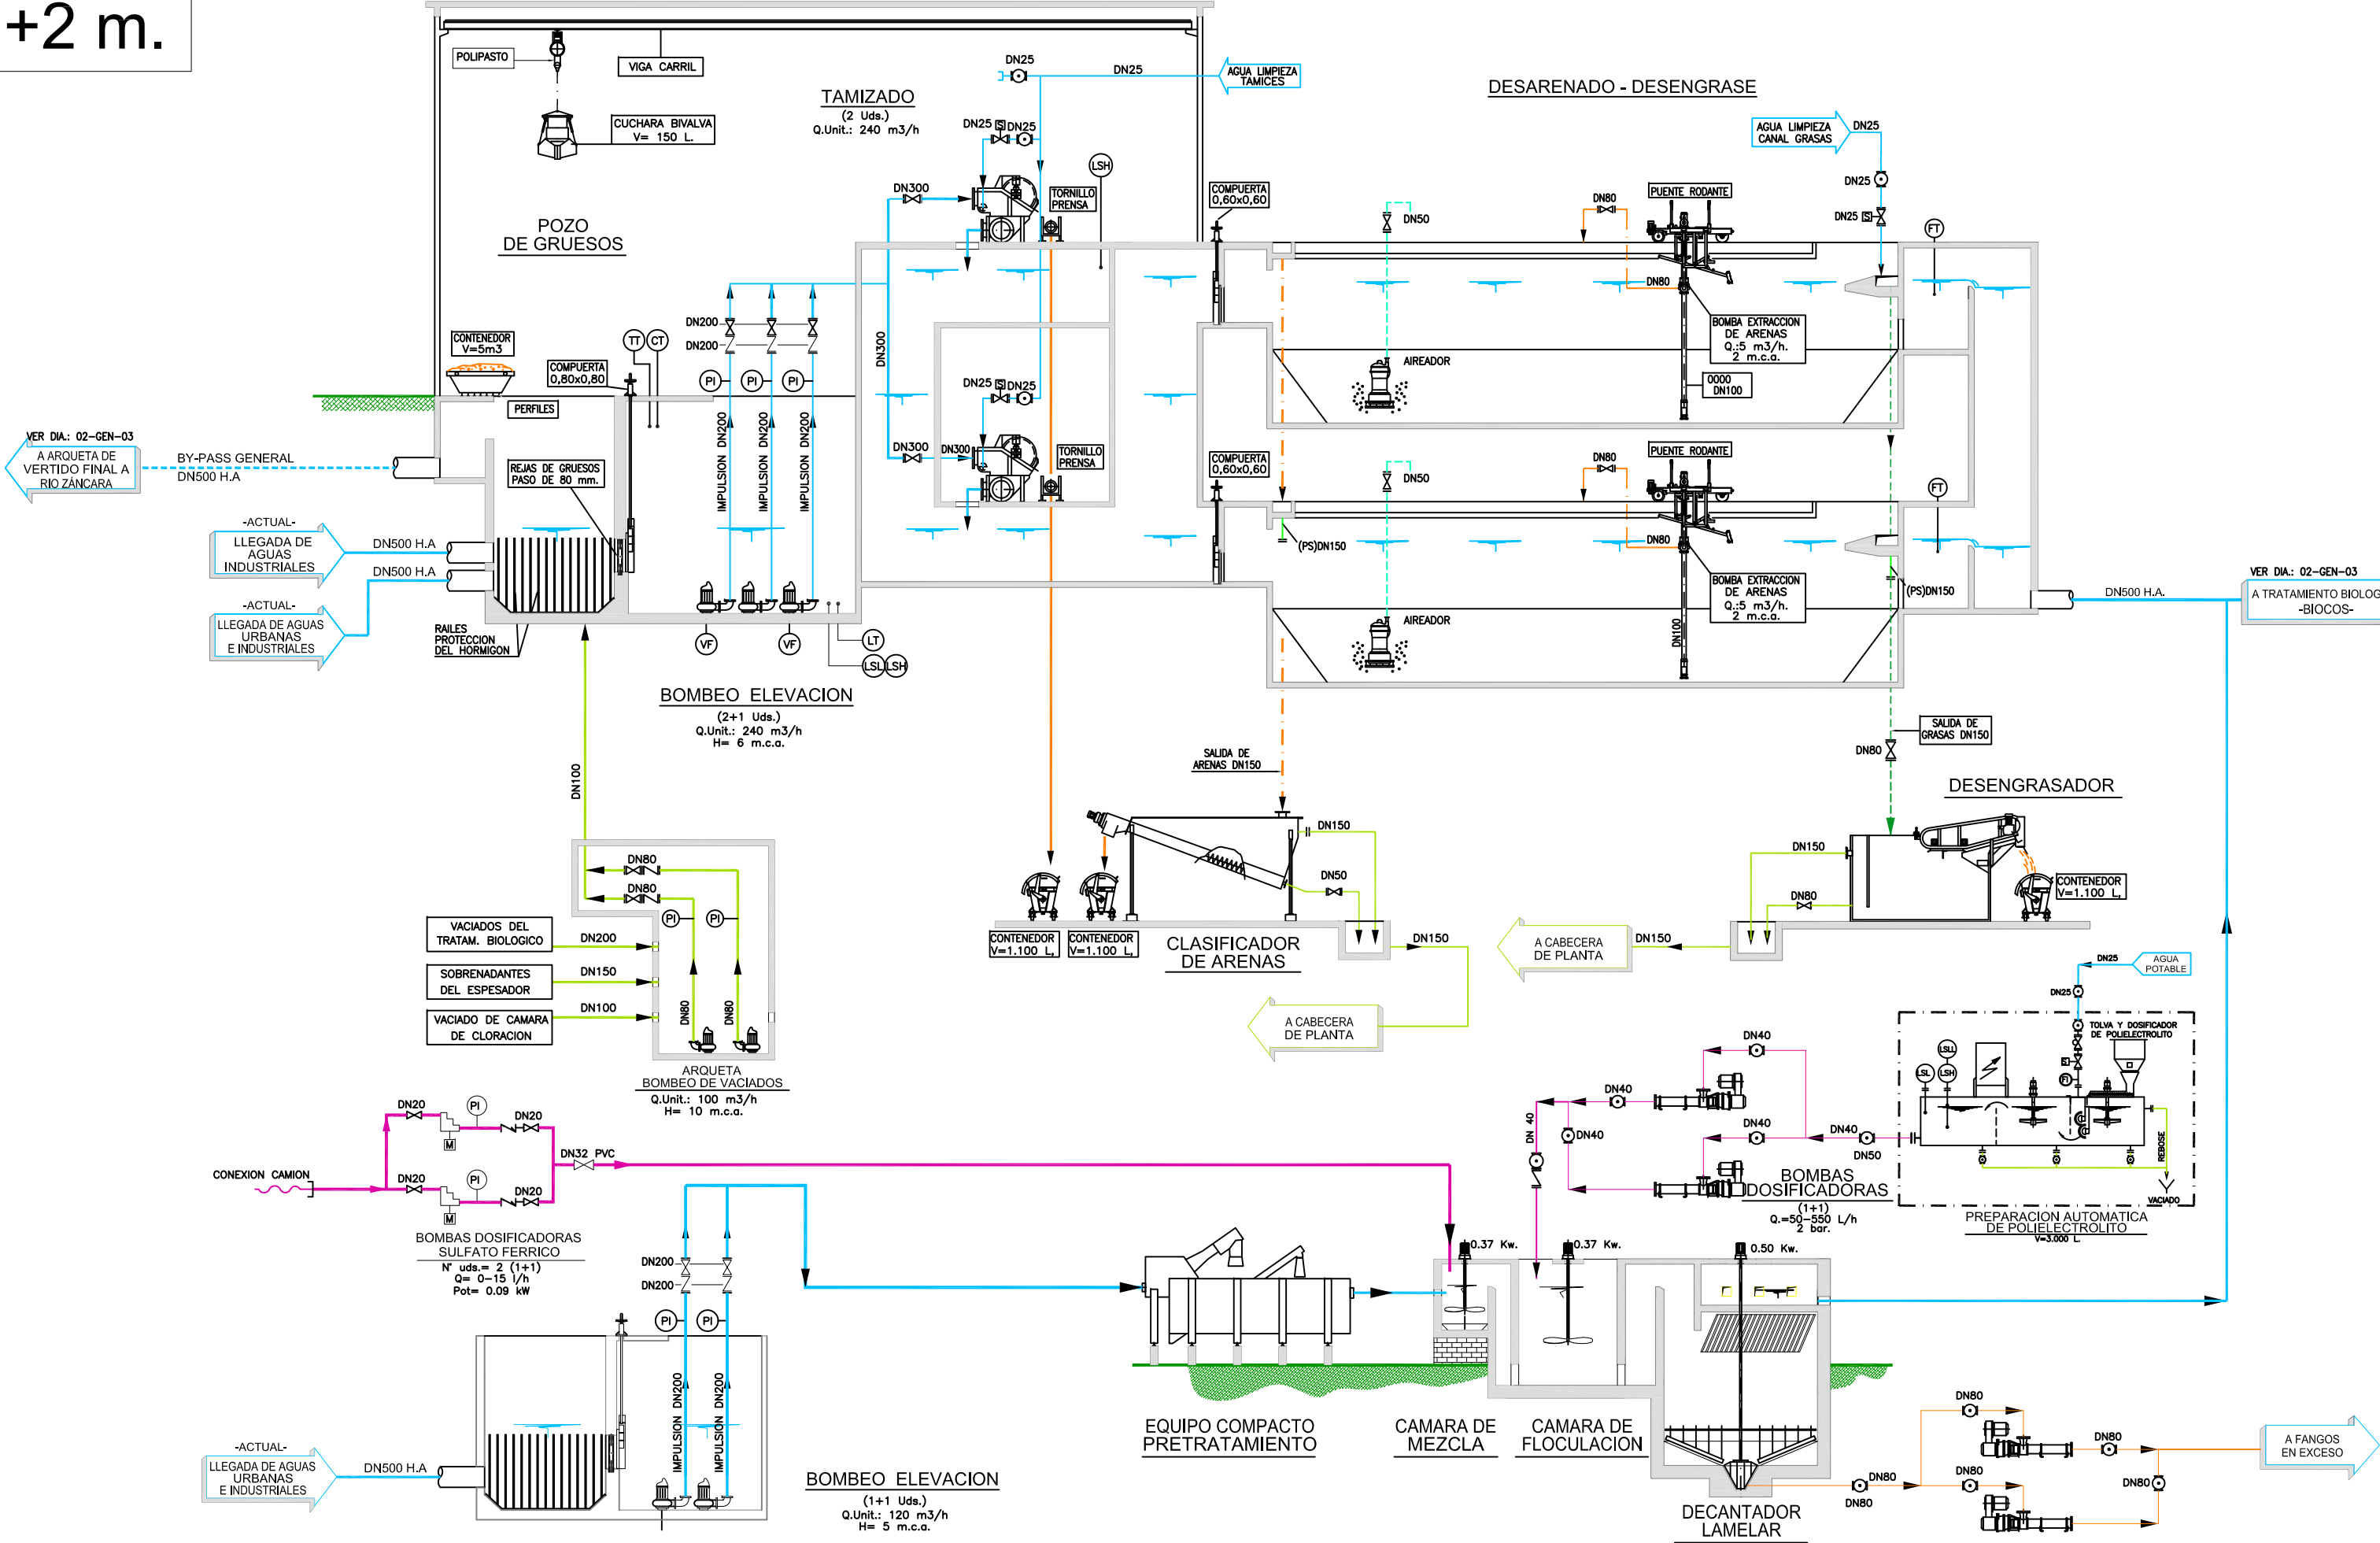 +2 m.
POLIPASTO
VIGA CARRIL
CUCHARA BIVALVA
V= 150 L.
TAMIZADO
(2 Uds.)
Q.Unit.: 240 m3/h
DN25
DN25
AGUA LIMPIEZA
TAMICES
DN25
S
DN25
DESARENADO - DESENGRASE
AGUA LIMPIEZA
CANAL GRASAS
DN25
DN25
DN25
S
POZO
DE GRUESOS
DN300
TORNILLO
PRENSA
LSH
COMPUERTA
0,60x0,60
DN50
DN80
PUENTE RODANTE
FT
DN80
BOMBA EXTRACCION
DE ARENAS
Q.:5 m3/h.
2 m.c.a.
AIREADOR
0000
DN100
CONTENEDOR
V=5m3
COMPUERTA
0,80x0,80
TT
CT
DN200
DN200
PI
PI
PI
DN300
DN25
S
DN25
PERFILES
IMPULSION DN200
IMPULSION DN200
IMPULSION DN200
DN300
DN300
TORNILLO
PRENSA
VER DIA.: 02-GEN-03
A ARQUETA DE
VERTIDO FINAL A
RIO ZÁNCARA
BY-PASS GENERAL
DN500 H.A
REJAS DE GRUESOS
PASO DE 80 mm.
COMPUERTA
0,60x0,60
DN50
DN80
PUENTE RODANTE
FT
(PS)DN150
DN80
BOMBA EXTRACCION
DE ARENAS
Q.:5 m3/h.
2 m.c.a.
(PS)DN150
AIREADOR
DN100
-ACTUAL-
LLEGADA DE
AGUAS
INDUSTRIALES
DN500 H.A
-ACTUAL-
LLEGADA DE AGUAS
URBANAS
E INDUSTRIALES
DN500 H.A
RAILES
PROTECCION
DEL HORMIGON
VF
VF
LT
LSL
LSH
VER DIA.: 02-GEN-03
DN500 H.A.
A TRATAMIENTO BIOLOG
-BIOCOS-
BOMBEO ELEVACION
(2+1 Uds.)
Q.Unit.: 240 m3/h
H= 6 m.c.a.
DN100
SALIDA DE
ARENAS DN150
SALIDA DE
GRASAS DN150
DN80
DESENGRASADOR
DN150
DN50
DN150
DN80
CONTENEDOR
V=1.100 L,
DN80
DN80
PI
PI
VACIADOS DEL
TRATAM. BIOLOGICO
DN200
SOBRENADANTES
DEL ESPESADOR
DN150
VACIADO DE CAMARA
DE CLORACION
DN100
DN80
DN80
ARQUETA
BOMBEO DE VACIADOS
Q.Unit.: 100 m3/h
H= 10 m.c.a.
CONTENEDOR
V=1.100 L,
CONTENEDOR
V=1.100 L,
CLASIFICADOR
DE ARENAS
DN150
A CABECERA
DE PLANTA
A CABECERA
DE PLANTA
DN150
DN25
AGUA
POTABLE
DN25
TOLVA Y DOSIFICADOR
DE POLIELECTROLITO
LSLL
LSL
LSH
S
FI
REBOSE
VACIADO
PREPARACION AUTOMATICA
DE POLIELECTROLITO
V=3.000 L.
DN40
DN40
DN 40
DN40
DN40
DN40
DN50
BOMBAS
DOSIFICADORAS
(1+1)
Q.=50-550 L/h
2 bar.
CONEXION CAMION
DN20
PI
DN20
M
DN20
PI
DN20
M
DN32 PVC
BOMBAS DOSIFICADORAS
SULFATO FERRICO
Nº uds.= 2 (1+1)
Q= 0-15 l/h
Pot= 0.09 kW
DN200
DN200
PI
PI
IMPULSION DN200
IMPULSION DN200
0.37 Kw.
0.37 Kw.
0.50 Kw.
EQUIPO COMPACTO
PRETRATAMIENTO
CAMARA DE
MEZCLA
CAMARA DE
FLOCULACION
DECANTADOR
LAMELAR
-ACTUAL-
LLEGADA DE AGUAS
URBANAS
E INDUSTRIALES
DN500 H.A
BOMBEO ELEVACION
(1+1 Uds.)
Q.Unit.: 120 m3/h
H= 5 m.c.a.
DN80
DN80
DN80
DN80
DN80
DN80
A FANGOS
EN EXCESO